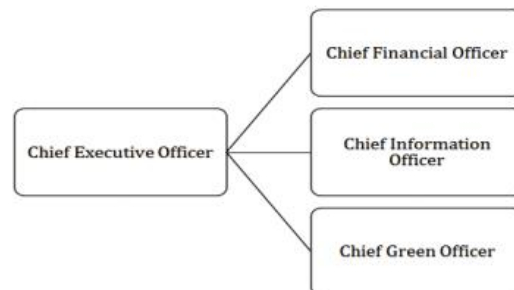 Chief Financial Officer
Chief Executive Officer
Chief Information
Officer
Chief Green Officer